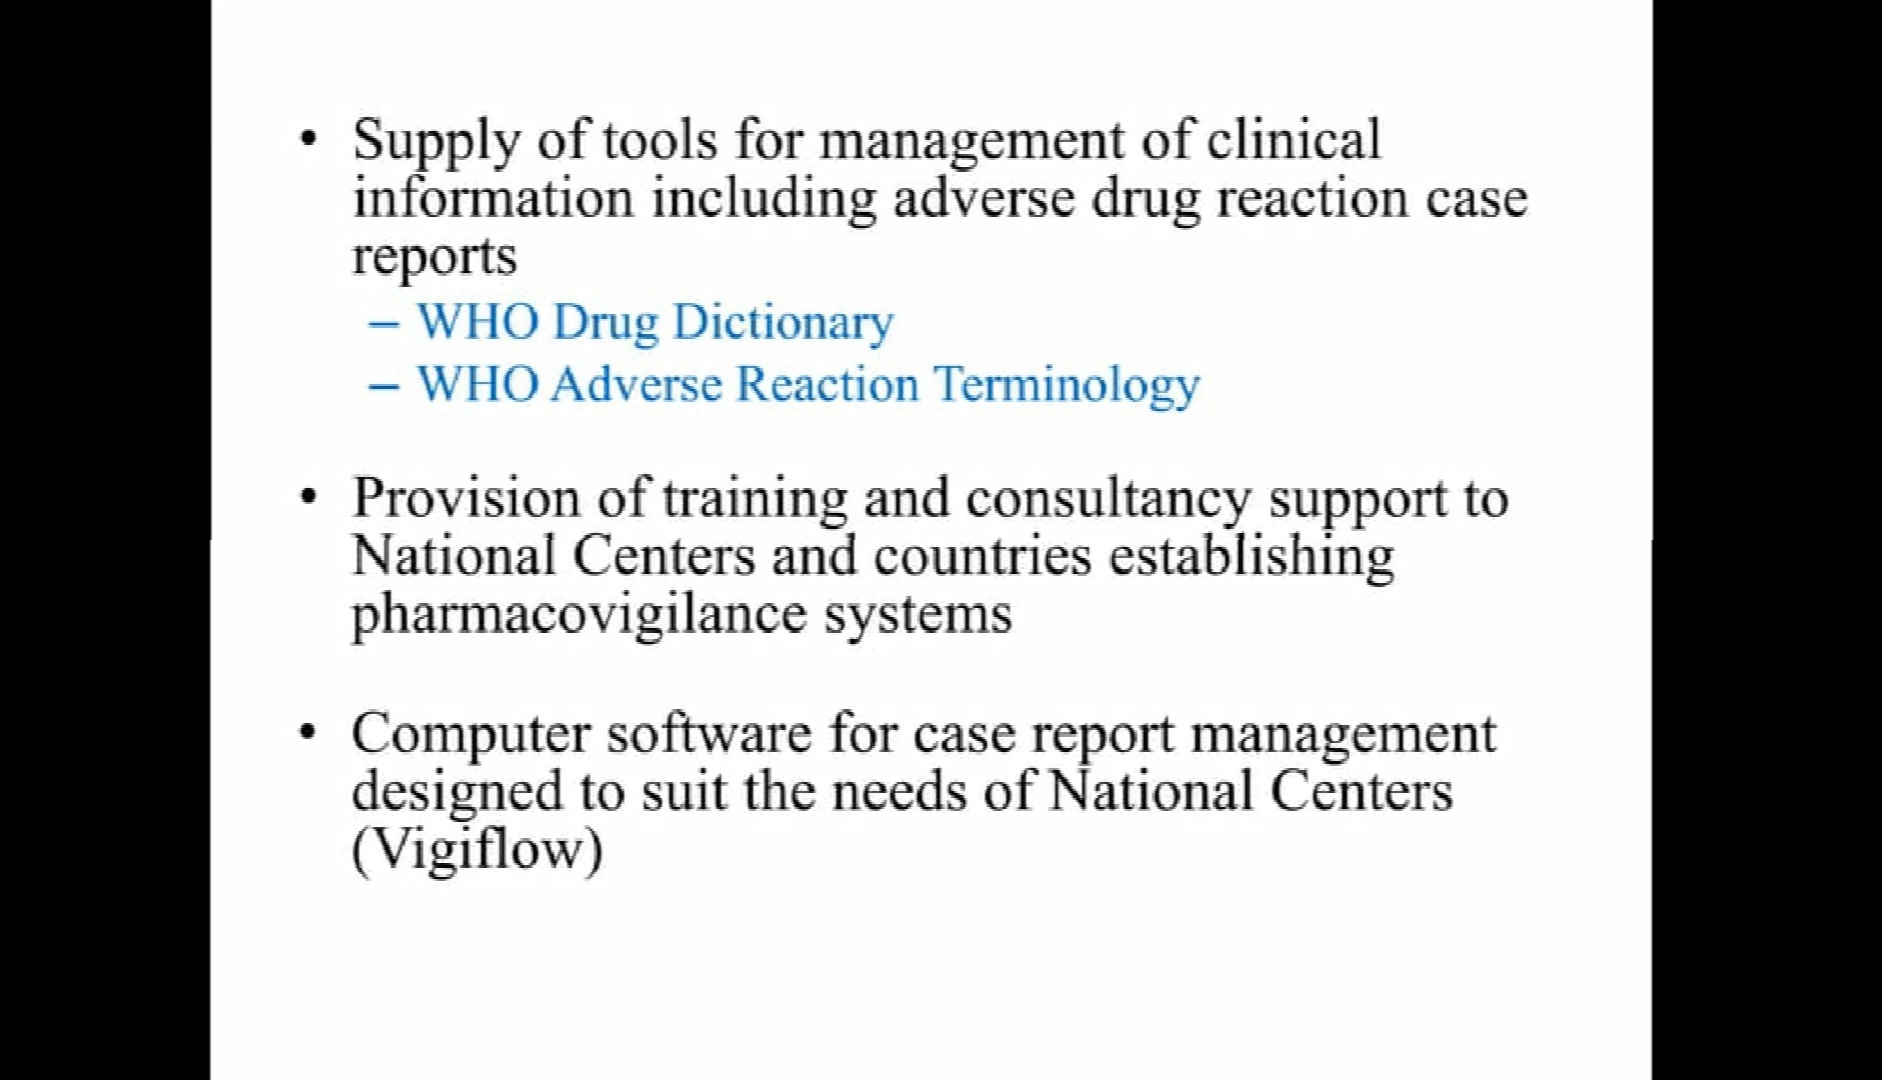 • Supply of tools for management of clinical
information including adverse drug reaction case
reports
– WHO Drug Dictionary
– WHO Adverse Reaction Terminology
• Provision of training and consultancy support to
National Centers and countries establishing
pharmacovigilance systems
• Computer software for case report management
designed to suit the needs of National Centers
(Vigiflow)